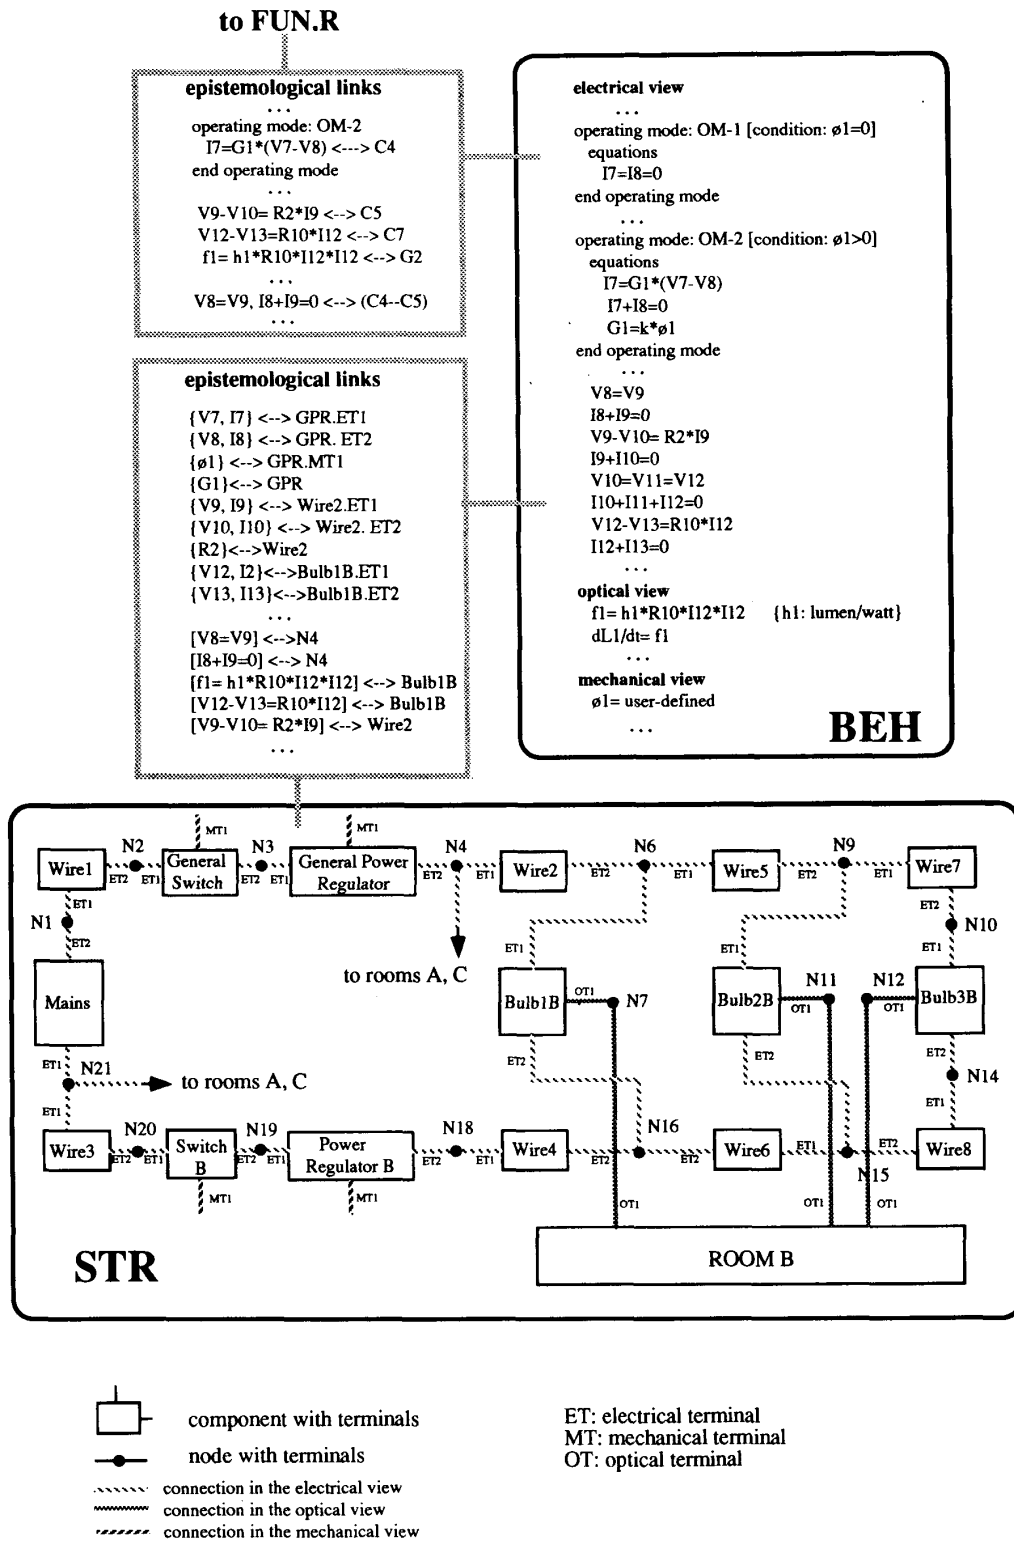 to FUN.R
epistemological links
...
operating mode: OM-2
I7=G1*(V7-V8) <---> C4
end operating mode
...
V9-V10= R2*I9 <--> C5
V12-V13=R10*I12 <--> C7
f1= h1*R10*I12*I12 <--> G2
...
V8=V9, I8+I9=0 <--> (C4--C5)
...
epistemological links
{V7, I7} <--> GPR.ET1
{V8, I8} <--> GPR. ET2
{ø1} <--> GPR.MT1
{G1}<--> GPR
{V9, I9} <--> Wire2.ET1
{V10, I10} <--> Wire2. ET2
{R2}<-->Wire2
{V12, I2}<-->Bulb1B.ET1
{V13, I13}<-->Bulb1B.ET2
...
[V8=V9] <-->N4
[I8+I9=0] <--> N4
[f1= h1*R10*I12*I12] <--> Bulb1B
[V12-V13=R10*I12] <--> Bulb1B
[V9-V10= R2*I9] <--> Wire2
...
electrical view
...
operating mode: OM-1 [condition: ø1=0]
equations
I7=I8=0
end operating mode
...
operating mode: OM-2 [condition: ø1>0]
equations
I7=G1*(V7-V8)
I7+I8=0
G1=k*ø1
end operating mode
...
V8=V9
I8+I9=0
V9-V10= R2*I9
I9+I10=0
V10=V11=V12
I10+I11+I12=0
V12-V13=R10*I12
I12+I13=0
...
optical view
f1= h1*R10*I12*I12 {h1: lumen/watt}
dL1/dt= f1
...
mechanical view
ø1= user-defined
...
BEH
MT1 MT1
N2 N3 N4 N6 N9
Wire1 ET2 ET1 General Switch ET2 ET1 General Power Regulator ET2 ET1 Wire2 ET2 ET1 Wire5 ET2 ET1 Wire7
ET1 ET2
N1 N10
ET2 ET1 ET1 ET1
to rooms A, C
Mains Bulb1B OT1 N7 Bulb2B OT1 N11 N12 OT1 Bulb3B
ET1 ET2 ET2 ET2
N21 to rooms A, C N14
ET1 ET1
N20 N19 N18 N16
Wire3 ET2 ET1 Switch B ET2 ET1 Power Regulator B ET2 ET1 Wire4 ET2 ET2 Wire6 ET1 ET2 Wire8
N15
MT1 MT1
OT1 OT1 OT1
STR
ROOM B
component with terminals
node with terminals
connection in the electrical view
connection in the optical view
connection in the mechanical view
ET: electrical terminal
MT: mechanical terminal
OT: optical terminal